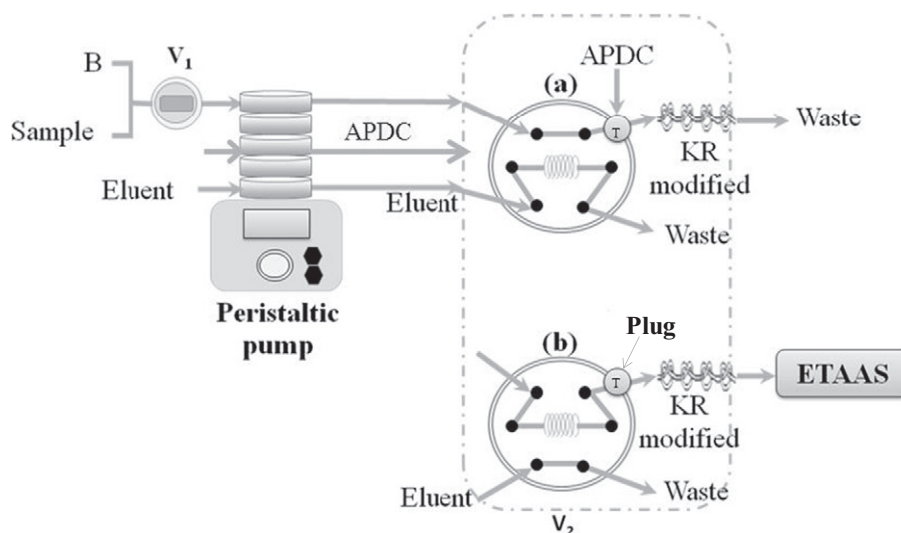 B
V1
Sample
Eluent
APDC
Eluent
Peristaltic
pump
(a)
APDC
T
KR
modified
Waste
Waste
(b)
Plug
T
KR
modified
ETAAS
Eluent
Waste
V2